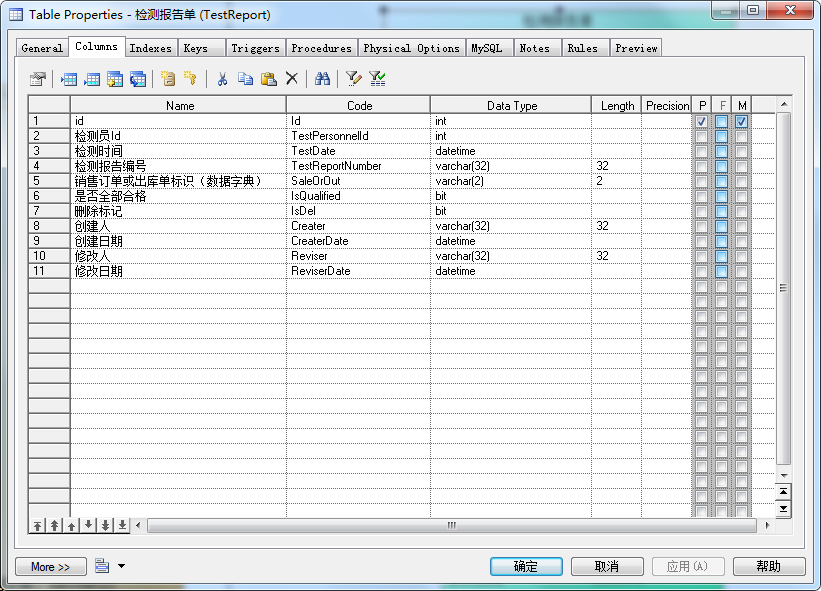 Table Properties - 检测报告单 (TestReport)
General Columns Indexes Keys Triggers Procedures Physical Options MySQL Notes Rules Preview
Name Code Data Type Length Precision P F M
1 id Id int
2 检测员Id TestPersonnelId int
3 检测时间 TestDate datetime
4 检测报告编号 TestReportNumber varchar(32) 32
5 销售订单或出库单标识（数据字典） SaleOrOut varchar(2) 2
6 是否全部合格 IsQualified bit
7 删除标记 IsDel bit
8 创建人 Creater varchar(32) 32
9 创建日期 CreaterDate datetime
10 修改人 Reviser varchar(32) 32
11 修改日期 ReviserDate datetime
More >> 确定 取消 应用(A) 帮助